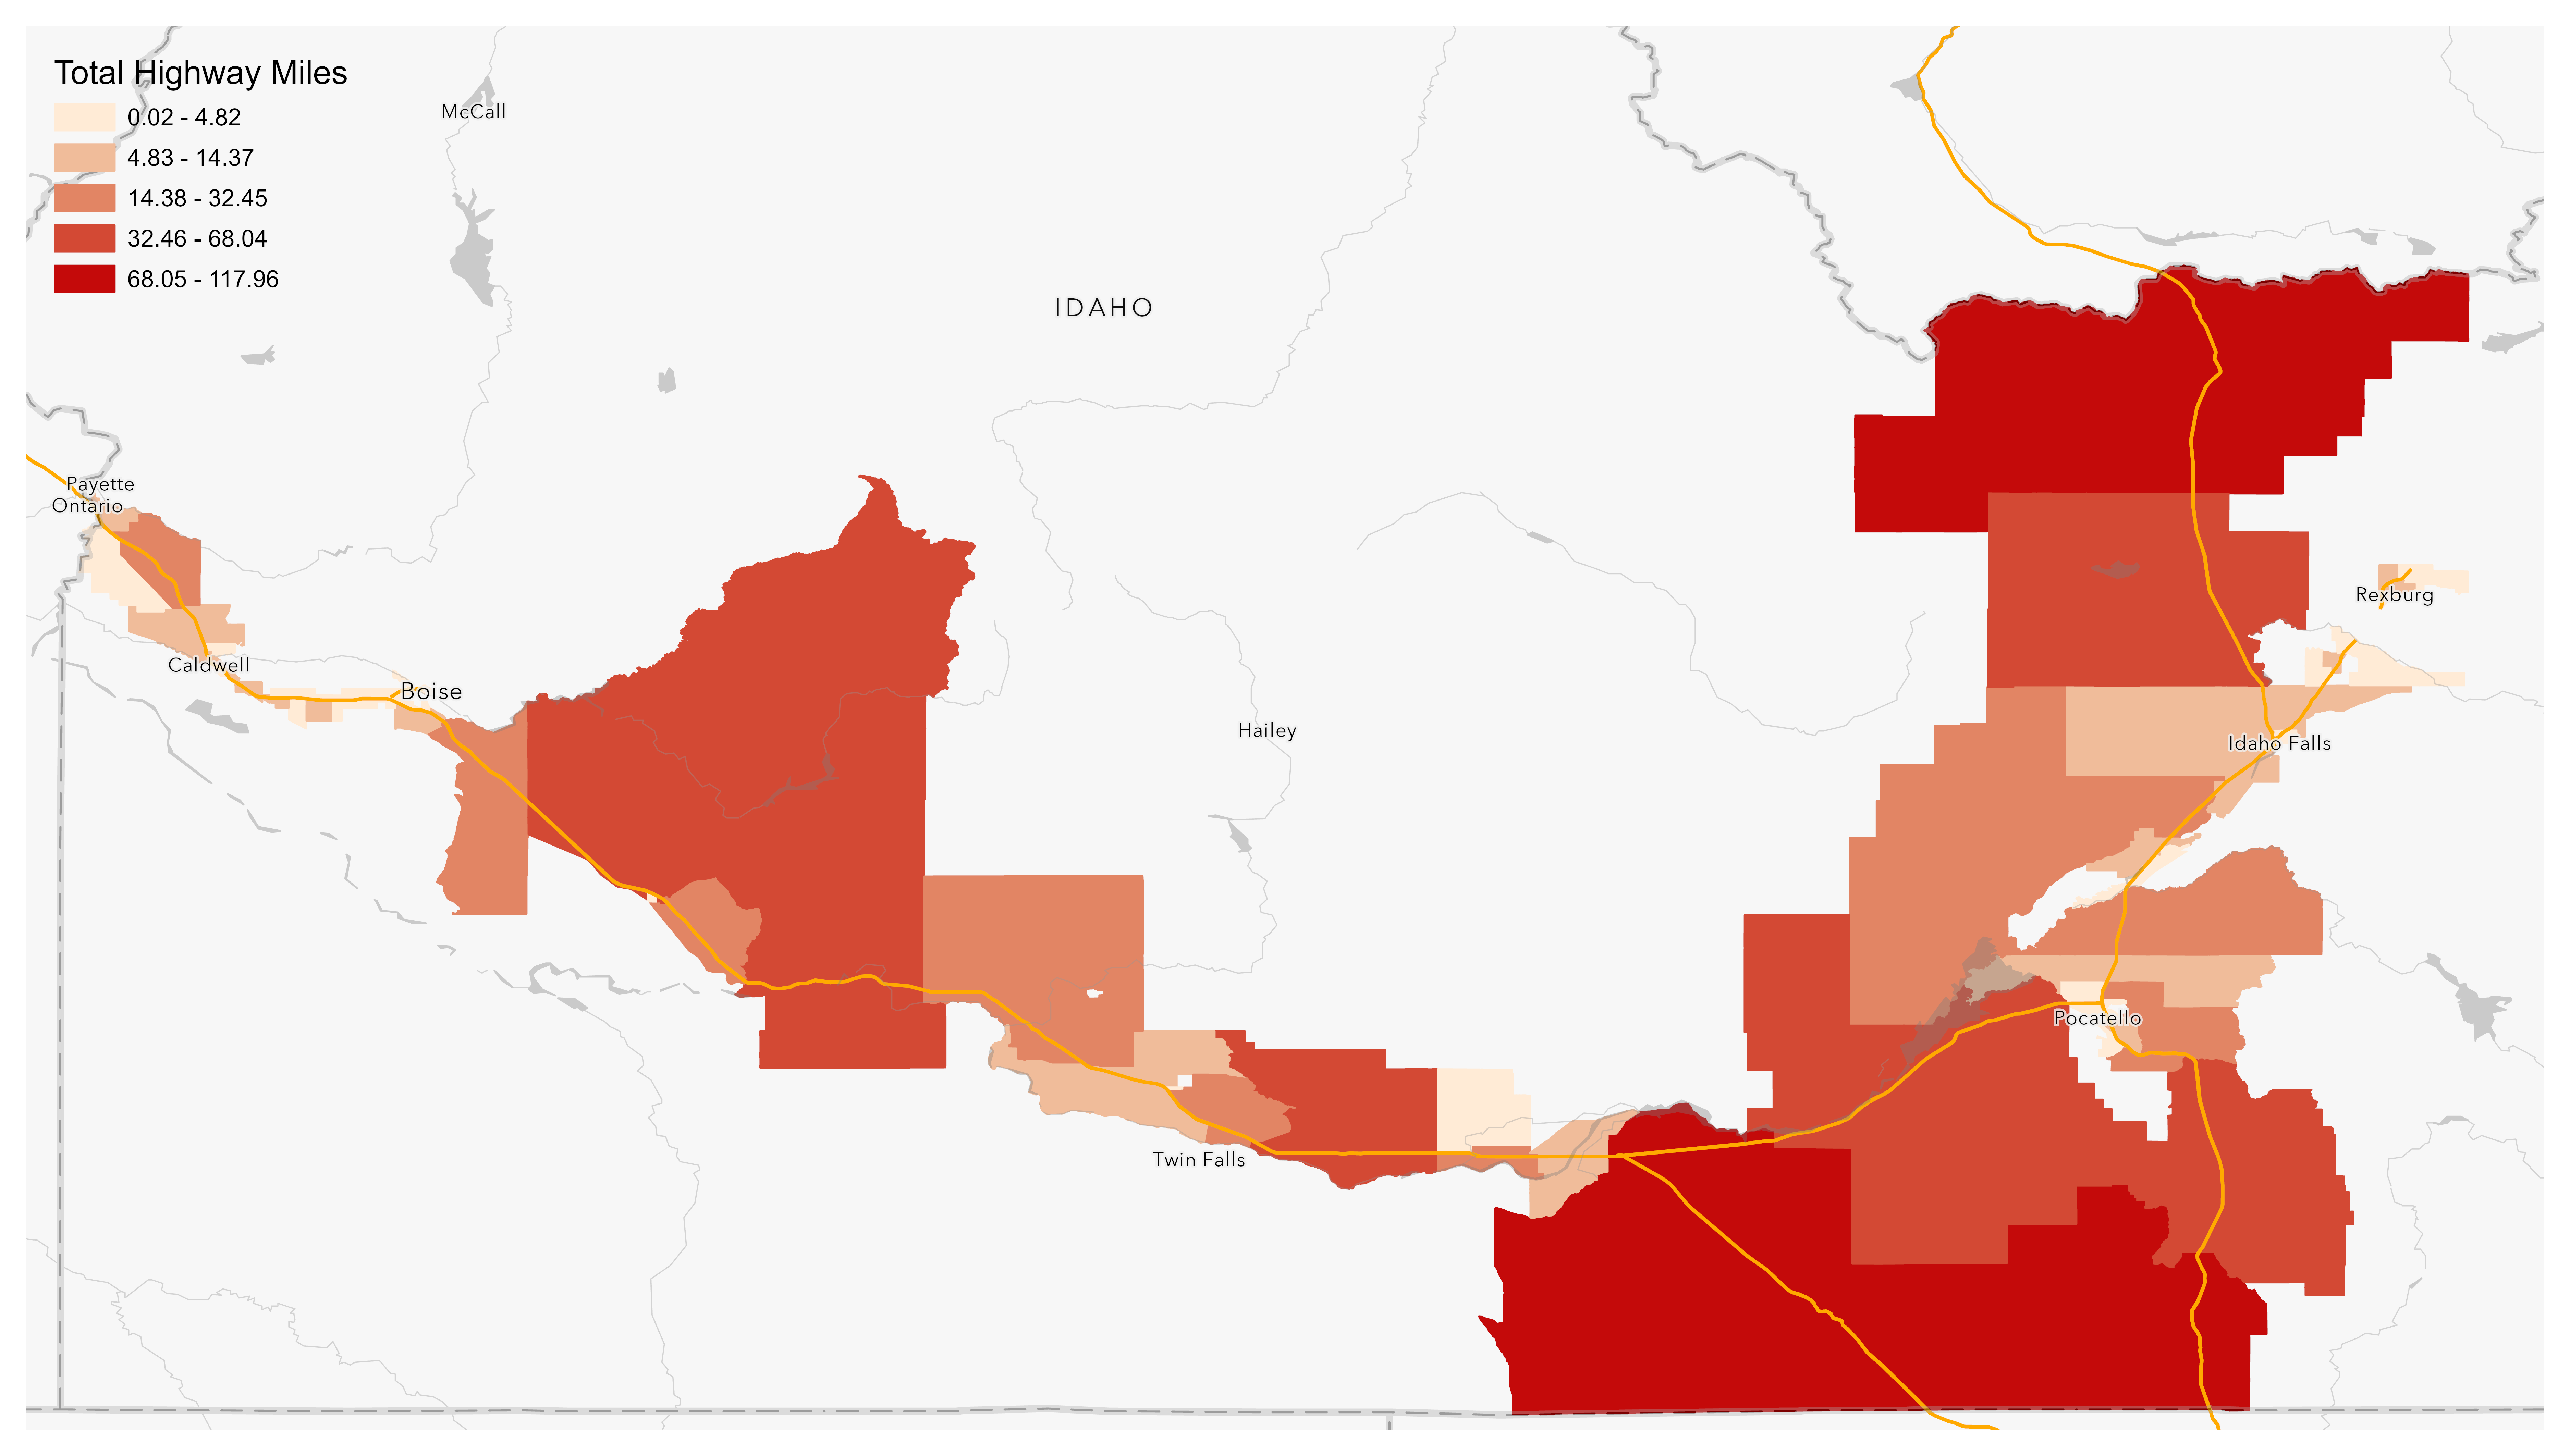 Total Highway Miles
0.02 - 4.82
4.83 - 14.37
14.38 - 32.45
32.46 - 68.04
68.05 - 117.96
McCall
IDAHO
Payette
Ontario
Rexburg
Caldwell
Boise
Hailey
Idaho Falls
Pocatello
Twin Falls